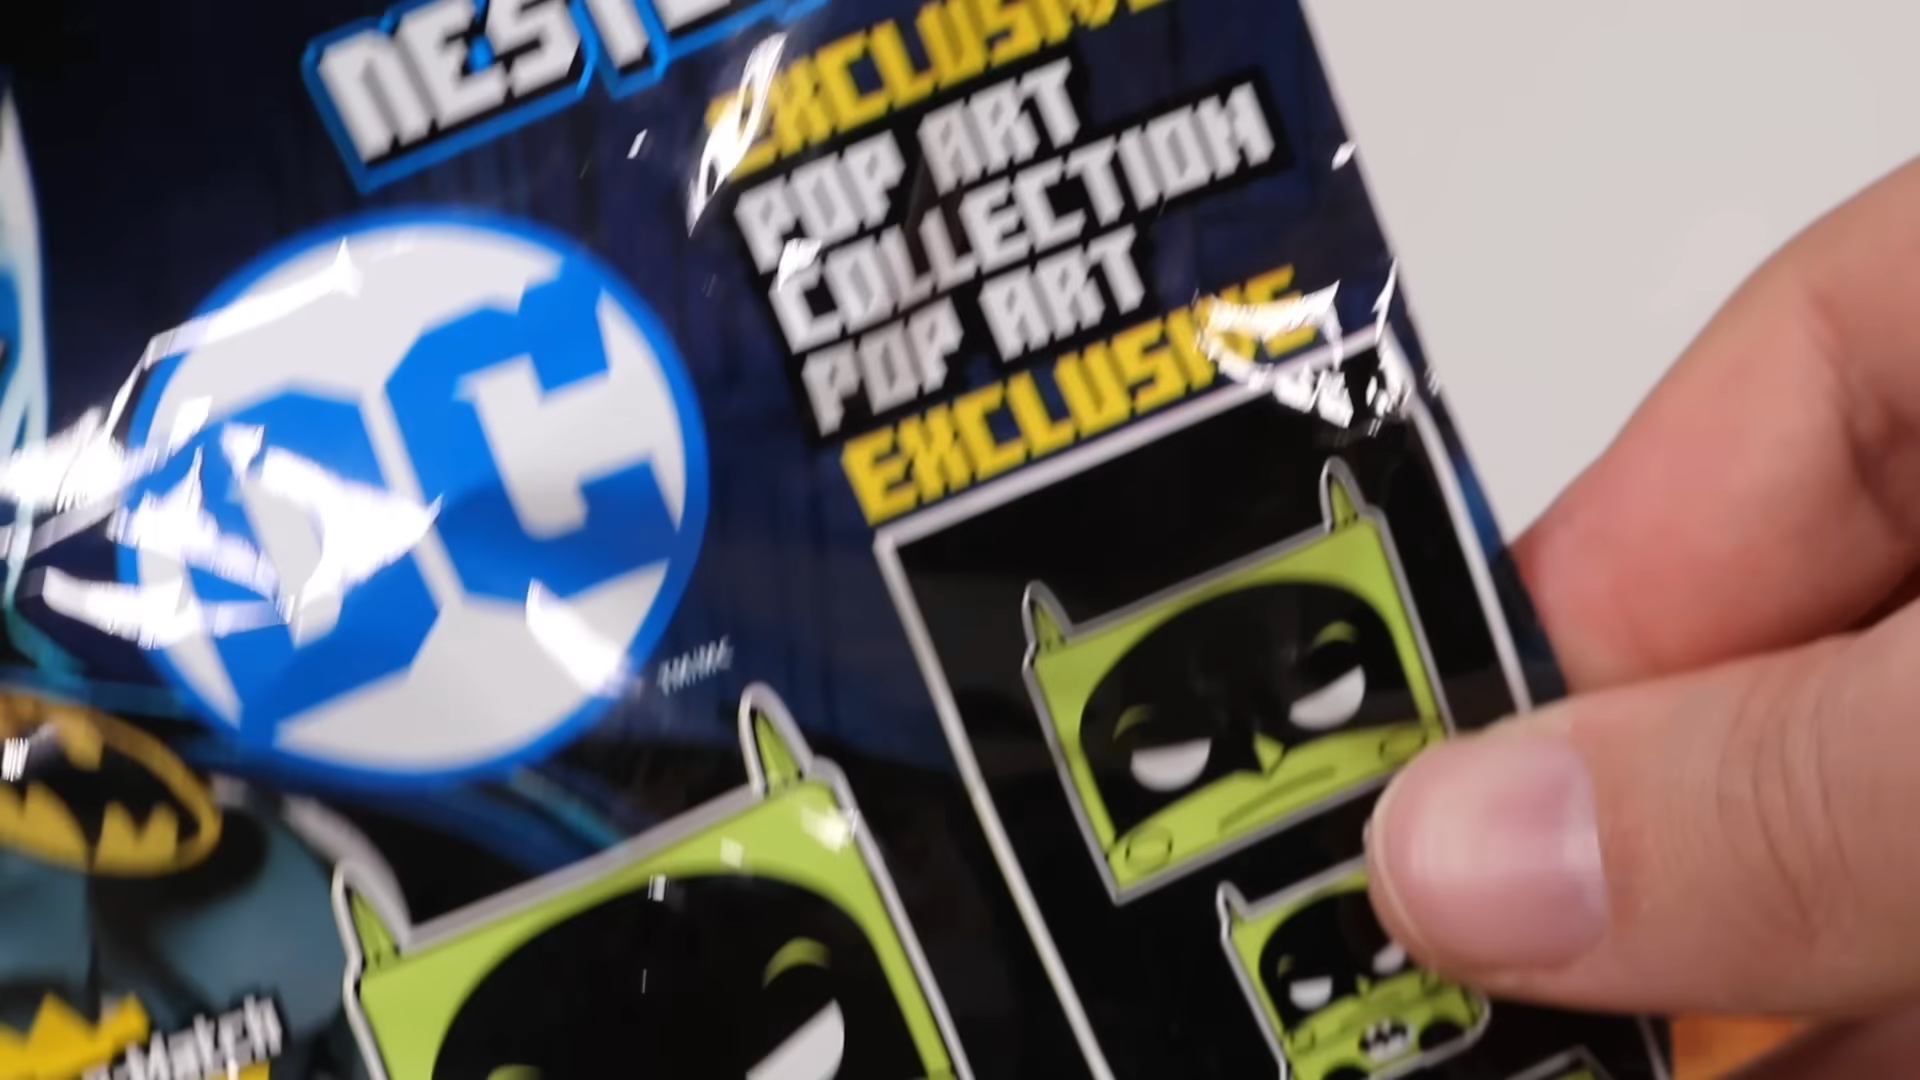 EXCLUSIVE
POP ART
COLLECTION
POP ART
EXCLUSIVE
DC